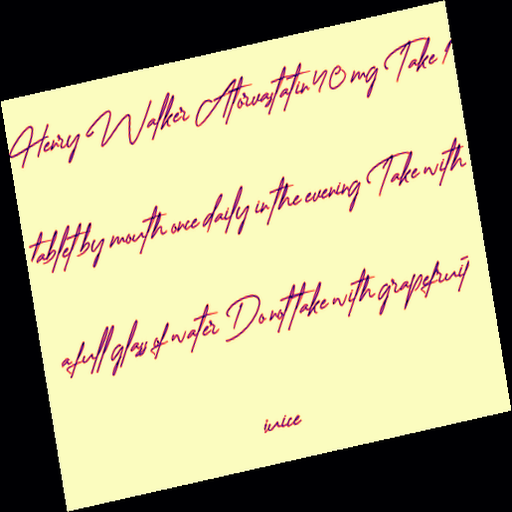 Henry Walker Atorvastatin 40 mg Take 1
tablet by mouth once daily in the evening Take with
a full glass of water Do not take with grapefruit
juice